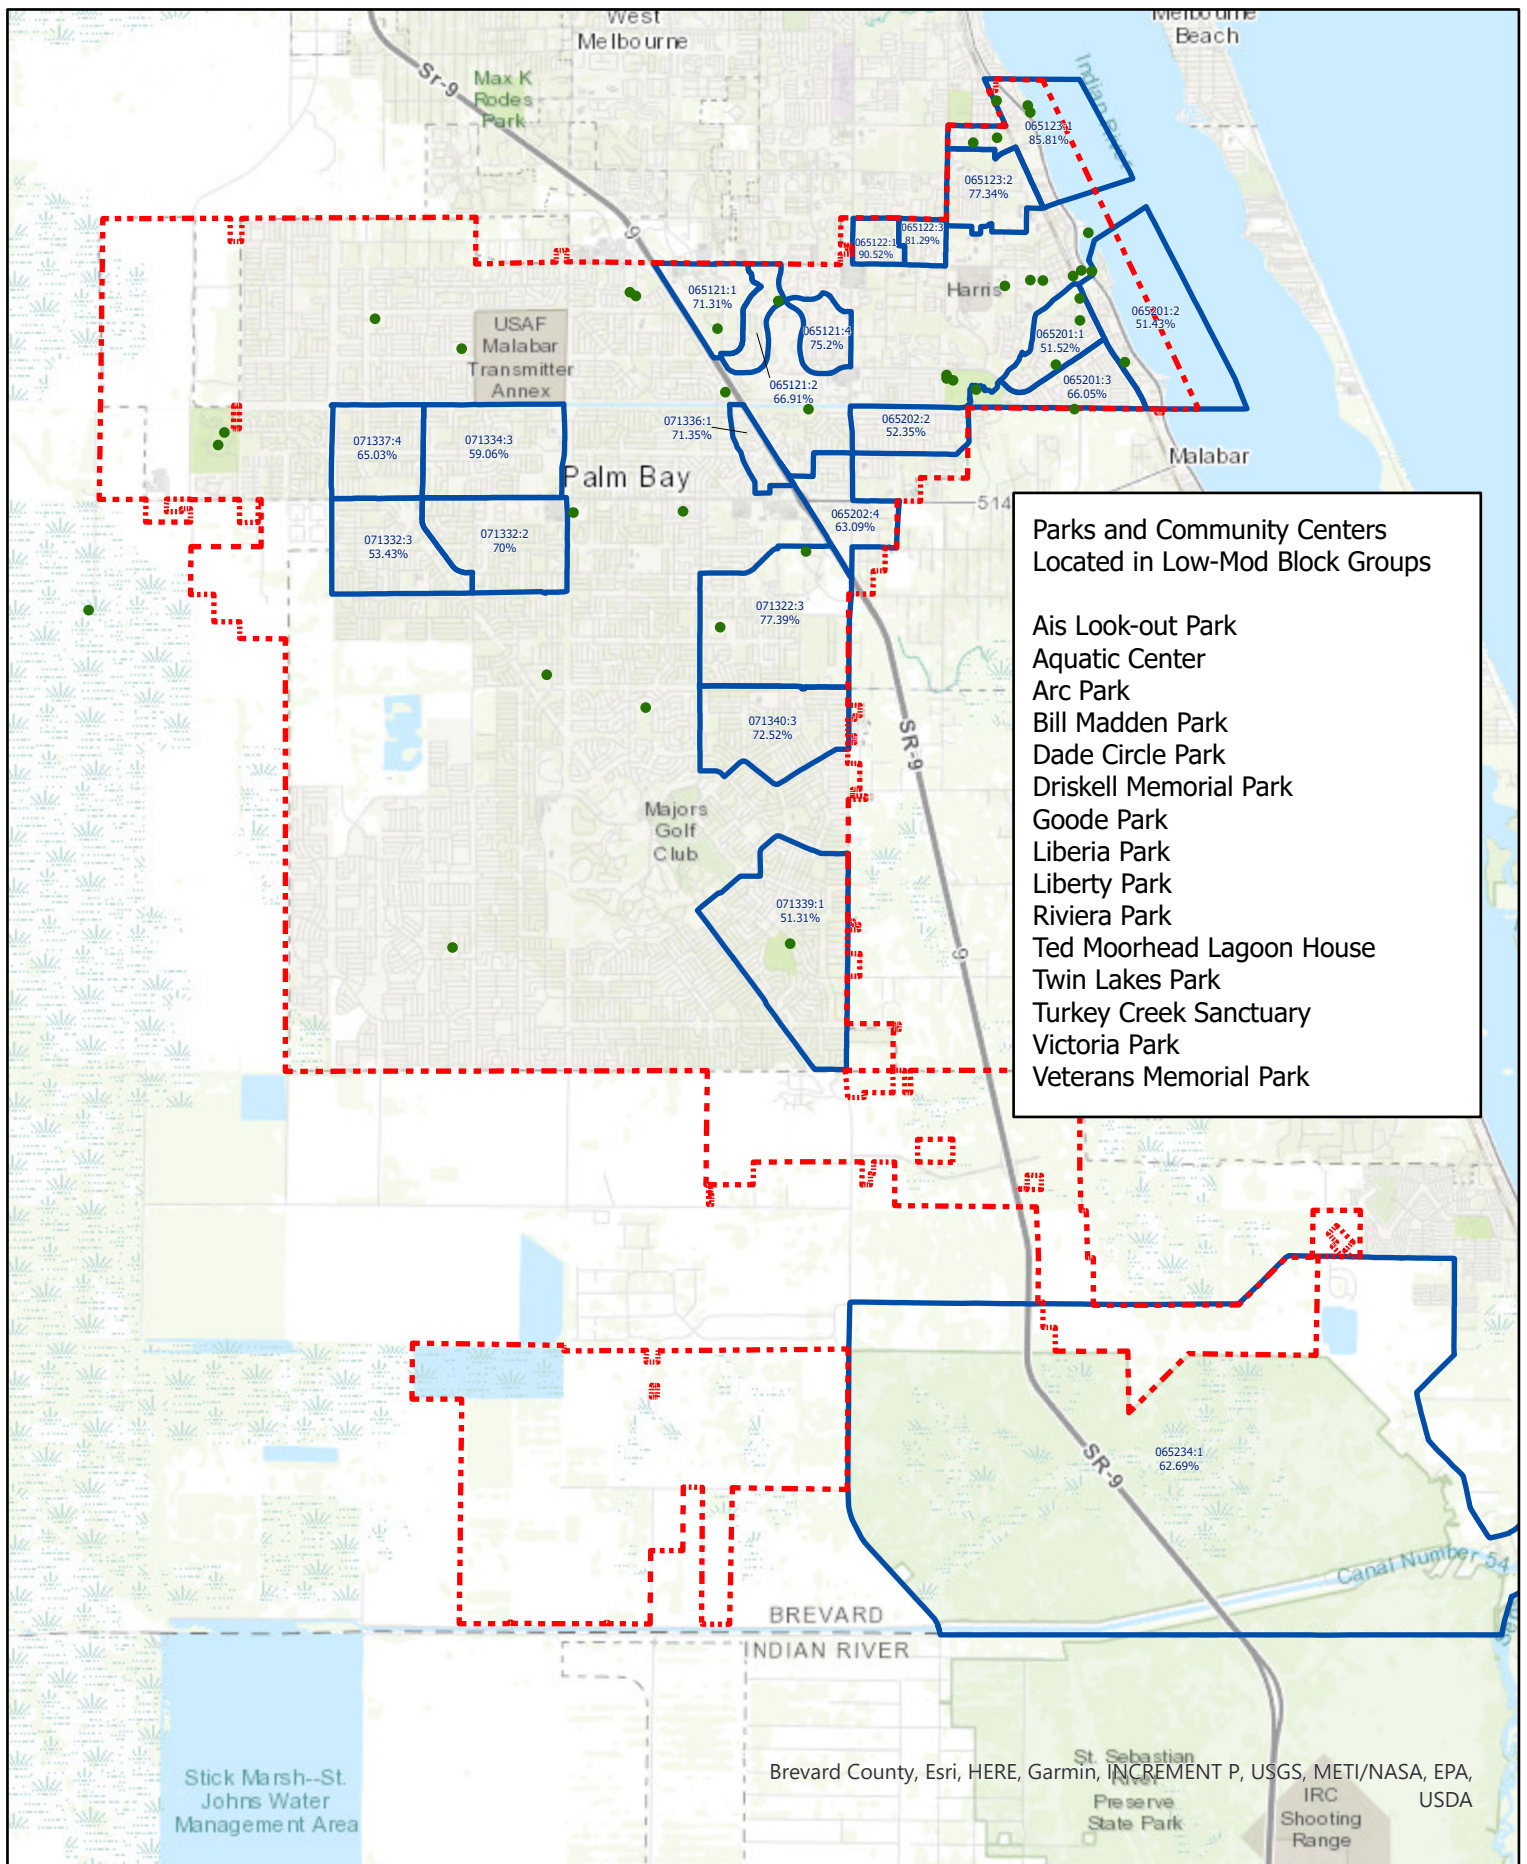 West
Melbourne
Melbourne
Beach
Sr-9
Max K
Rodes
Park
Indian River
065123:1
85.81%
065123:2
77.34%
9
065122:3
81.29%
065122:1
90.52%
065121:1
71.31%
Harris
065201:2
51.43%
USAF
Malabar
Transmitter
Annex
065121:4
75.2%
065201:1
51.52%
065121:2
66.91%
065201:3
66.05%
071336:1
71.35%
065202:2
52.35%
071337:4
65.03%
071334:3
59.06%
Malabar
Palm Bay
514
065202:4
63.09%
071332:3
53.43%
071332:2
70%
Parks and Community Centers
Located in Low-Mod Block Groups
Ais Look-out Park
Aquatic Center
Arc Park
Bill Madden Park
Dade Circle Park
Driskell Memorial Park
Goode Park
Liberia Park
Liberty Park
Riviera Park
Ted Moorhead Lagoon House
Twin Lakes Park
Turkey Creek Sanctuary
Victoria Park
Veterans Memorial Park
071322:3
77.39%
071340:3
72.52%
SR-9
Majors
Golf
Club
071339:1
51.31%
9
065234:1
62.69%
SR-9
Canal Number 54
BREVARD
INDIAN RIVER
Stick Marsh--St.
Johns Water
Management Area
St. Sebastian
River
Preserve
State Park
Brevard County, Esri, HERE, Garmin, INCREMENT P, USGS, METI/NASA, EPA,
USDA
IRC
Shooting
Range